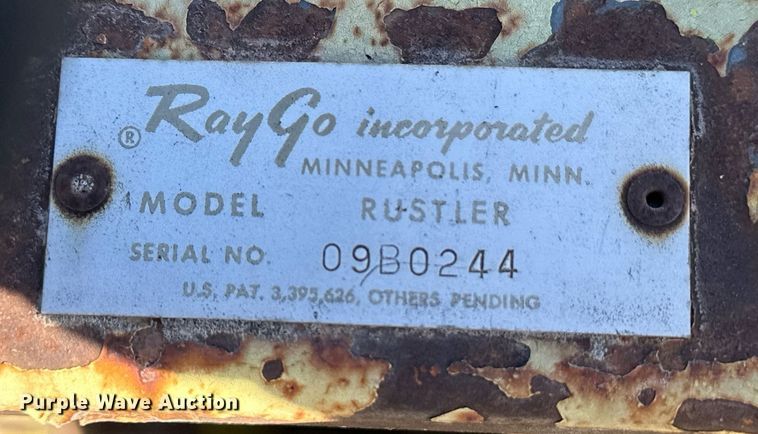 ® RayGo incorporated
MINNEAPOLIS, MINN.
MODEL RUSTLER
SERIAL NO. 09B0244
U.S. PAT. 3,395,626, OTHERS PENDING
Purple Wave Auction